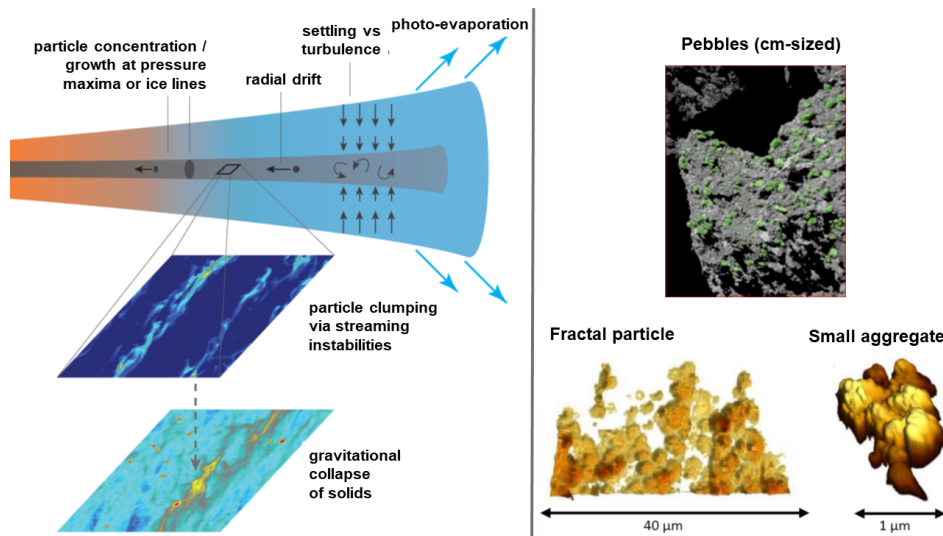 photo-evaporation
settling vs
turbulence
particle concentration /
growth at pressure
maxima or ice lines
radial drift
particle clumping
via streaming
instabilities
gravitational
collapse
of solids
Pebbles (cm-sized)
Fractal particle
Small aggregate
40 µm
1 µm